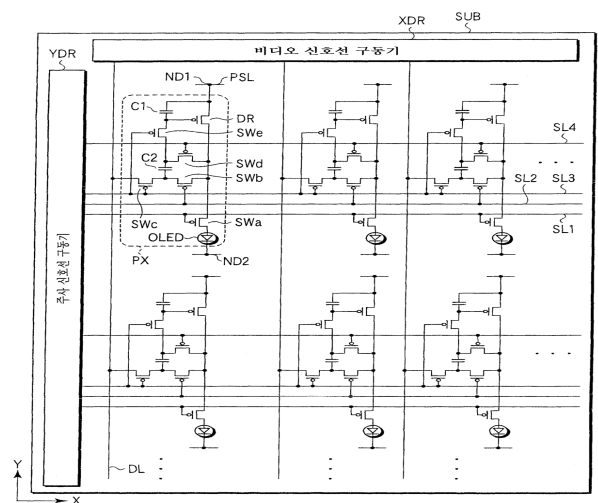 XDR
SUB
YDR
비디오 신호선 구동기
ND1
PSL
C1
DR
SWe
SL4
C2
SWd
SWb
SL2
SL3
SWc
SWa
SL1
OLED
PX
ND2
주사 신호선 구동기
DL
Y
X